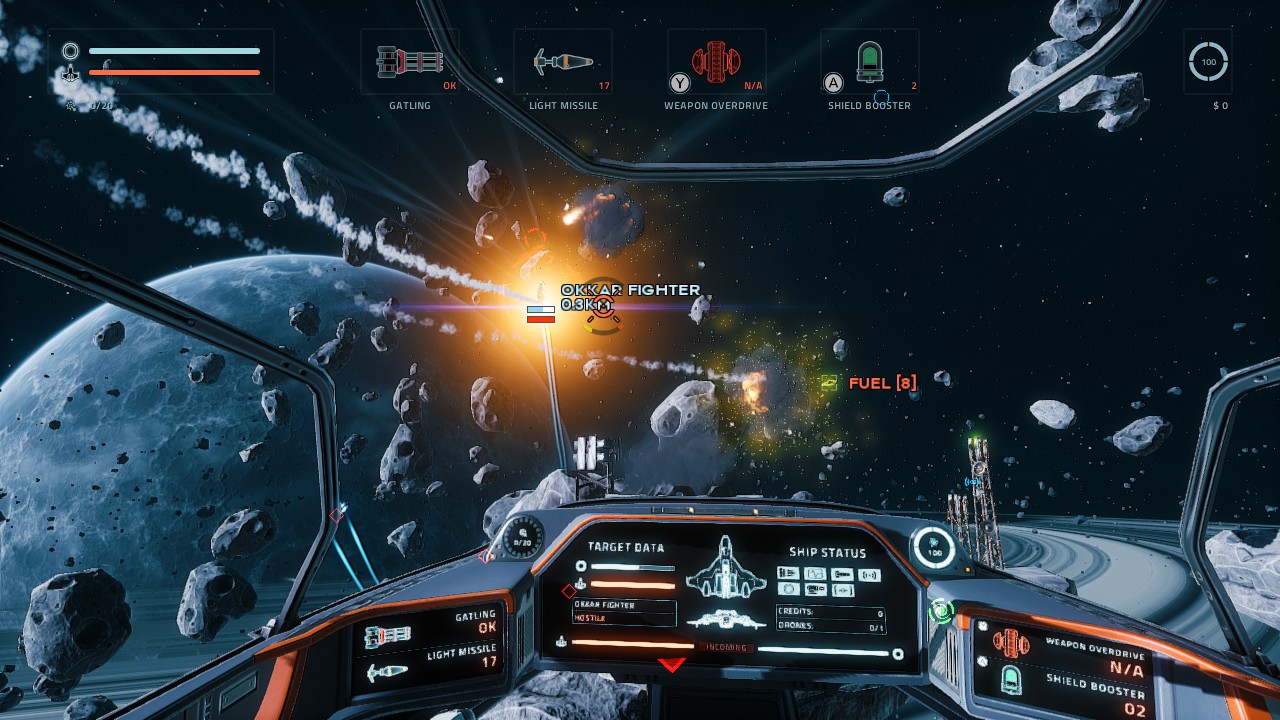 OK
17
Y
N/A
A
2
100
GATLING
LIGHT MISSILE
WEAPON OVERDRIVE
SHIELD BOOSTER
$ 0
0/20
OKKAR FIGHTER
0.3KM
FUEL [8]
TARGET DATA
SHIP STATUS
0/20
100
OKKAR FIGHTER
HOSTILE
CREDITS: 0
DRONES: 0/1
INCOMING
GATLING
OK
LIGHT MISSILE
17
WEAPON OVERDRIVE
N/A
SHIELD BOOSTER
02